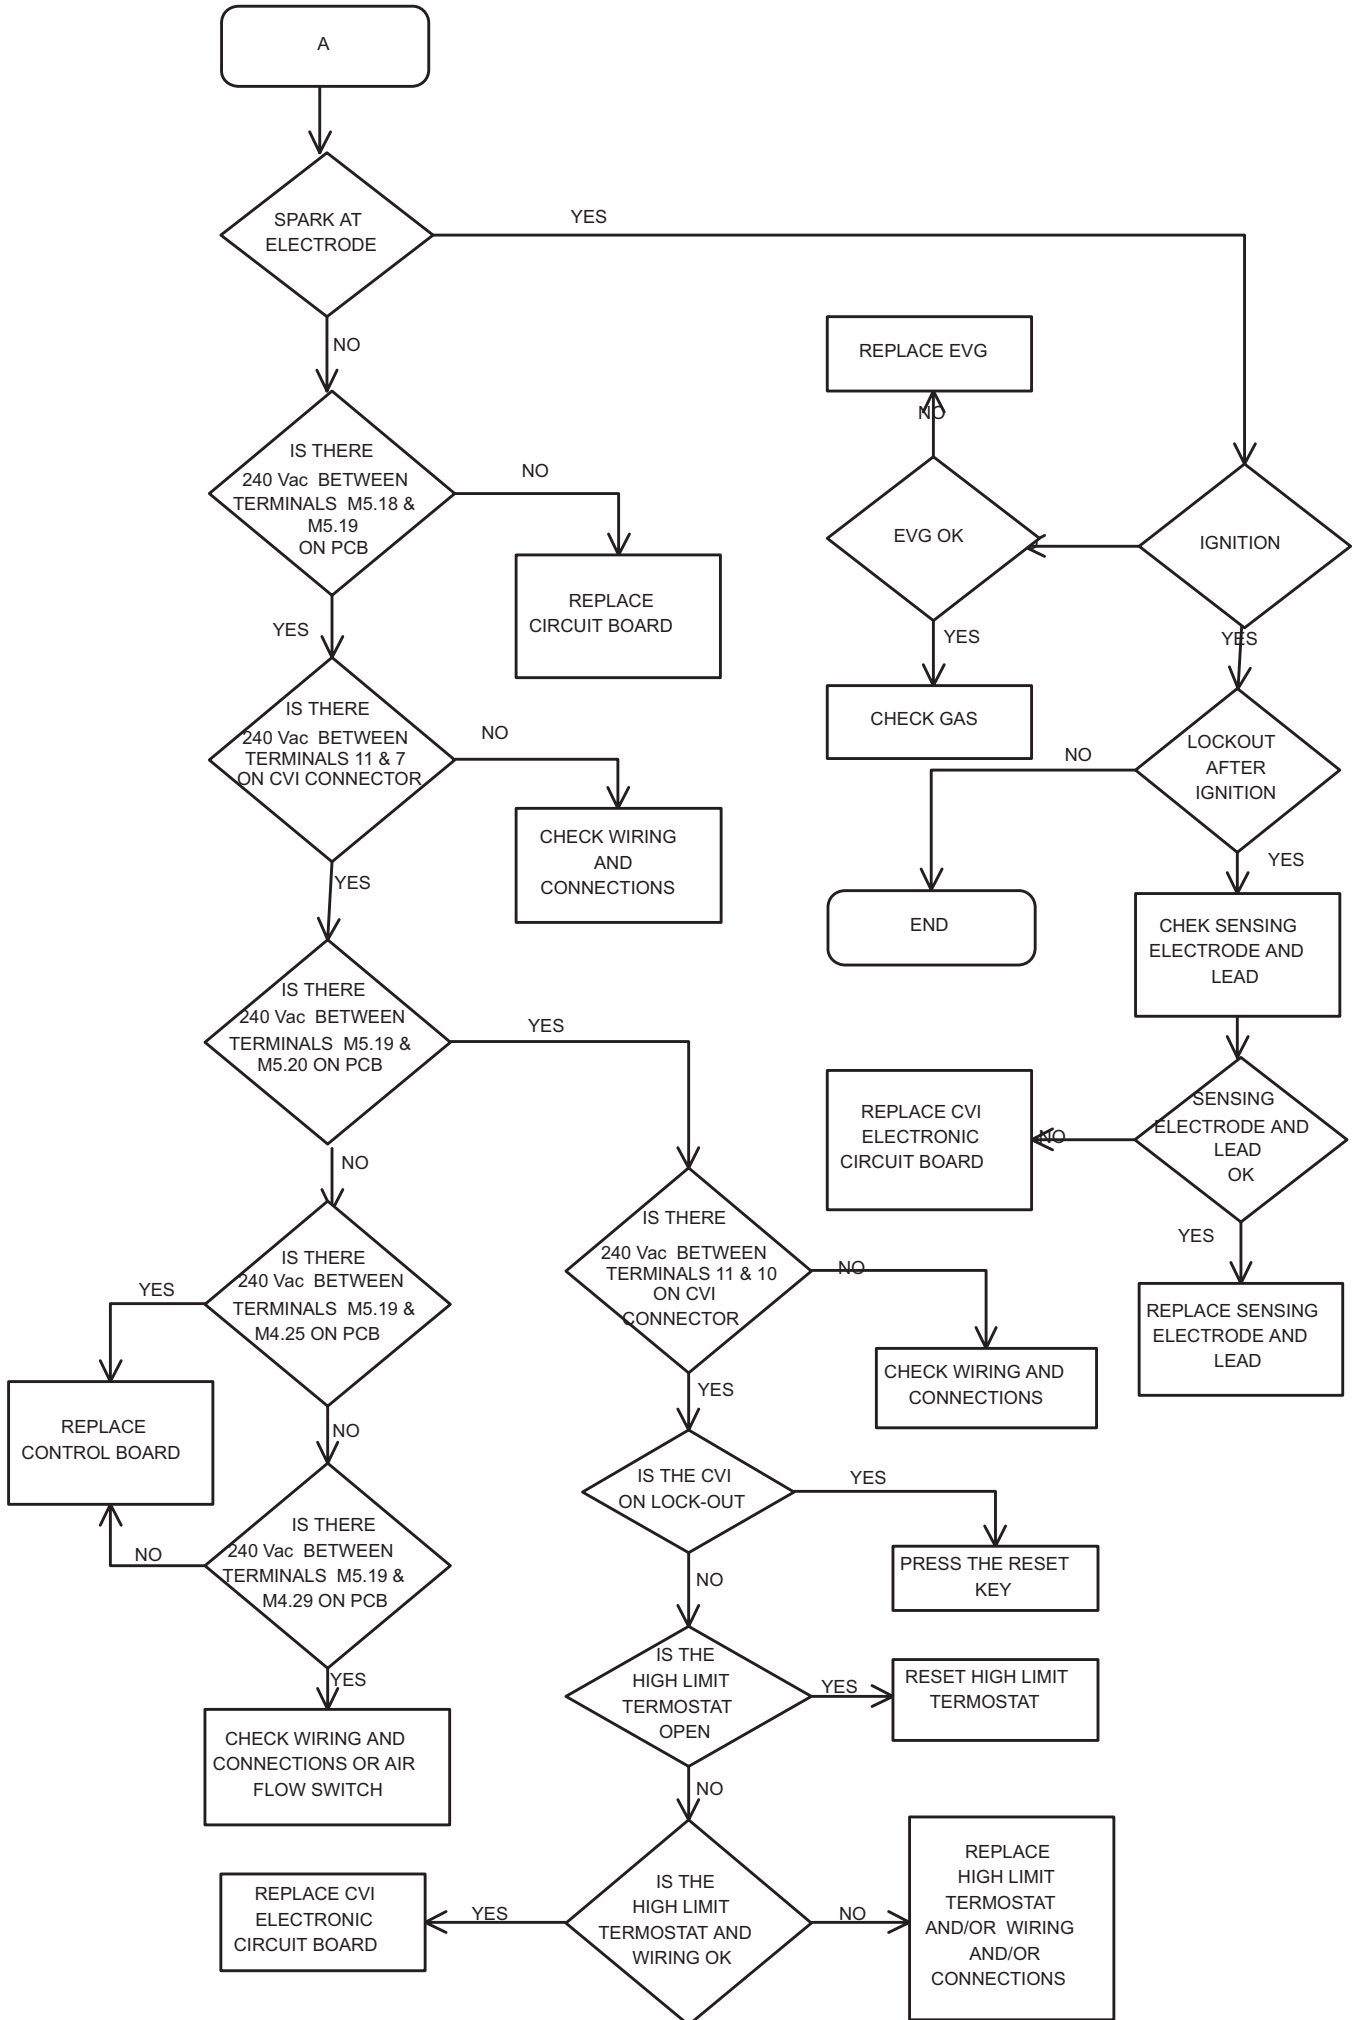 A
SPARK AT
ELECTRODE
YES
NO
IS THERE
240 Vac  BETWEEN
TERMINALS  M5.18 &
M5.19
ON PCB
NO
REPLACE
CIRCUIT BOARD
YES
IS THERE
240 Vac  BETWEEN
TERMINALS 11 & 7
ON CVI CONNECTOR
NO
CHECK WIRING
AND
CONNECTIONS
YES
IS THERE
240 Vac  BETWEEN
TERMINALS  M5.19 &
M5.20 ON PCB
YES
NO
IS THERE
240 Vac  BETWEEN
TERMINALS  M5.19 &
M4.25 ON PCB
YES
REPLACE
CONTROL BOARD
NO
IS THERE
240 Vac  BETWEEN
TERMINALS  M5.19 &
M4.29 ON PCB
NO
YES
CHECK WIRING AND
CONNECTIONS OR AIR
FLOW SWITCH
REPLACE EVG
NO
EVG OK
YES
CHECK GAS
IGNITION
YES
LOCKOUT
AFTER
IGNITION
NO
END
YES
CHEK SENSING
ELECTRODE AND
LEAD
SENSING
ELECTRODE AND
LEAD
OK
NO
REPLACE CVI
ELECTRONIC
CIRCUIT BOARD
YES
REPLACE SENSING
ELECTRODE AND
LEAD
IS THERE
240 Vac  BETWEEN
TERMINALS 11 & 10
ON CVI
CONNECTOR
NO
CHECK WIRING AND
CONNECTIONS
YES
IS THE CVI
ON LOCK-OUT
YES
PRESS THE RESET
KEY
NO
IS THE
HIGH LIMIT
TERMOSTAT
OPEN
YES
RESET HIGH LIMIT
TERMOSTAT
NO
IS THE
HIGH LIMIT
TERMOSTAT AND
WIRING OK
YES
REPLACE CVI
ELECTRONIC
CIRCUIT BOARD
NO
REPLACE
HIGH LIMIT
TERMOSTAT
AND/OR  WIRING
AND/OR
CONNECTIONS